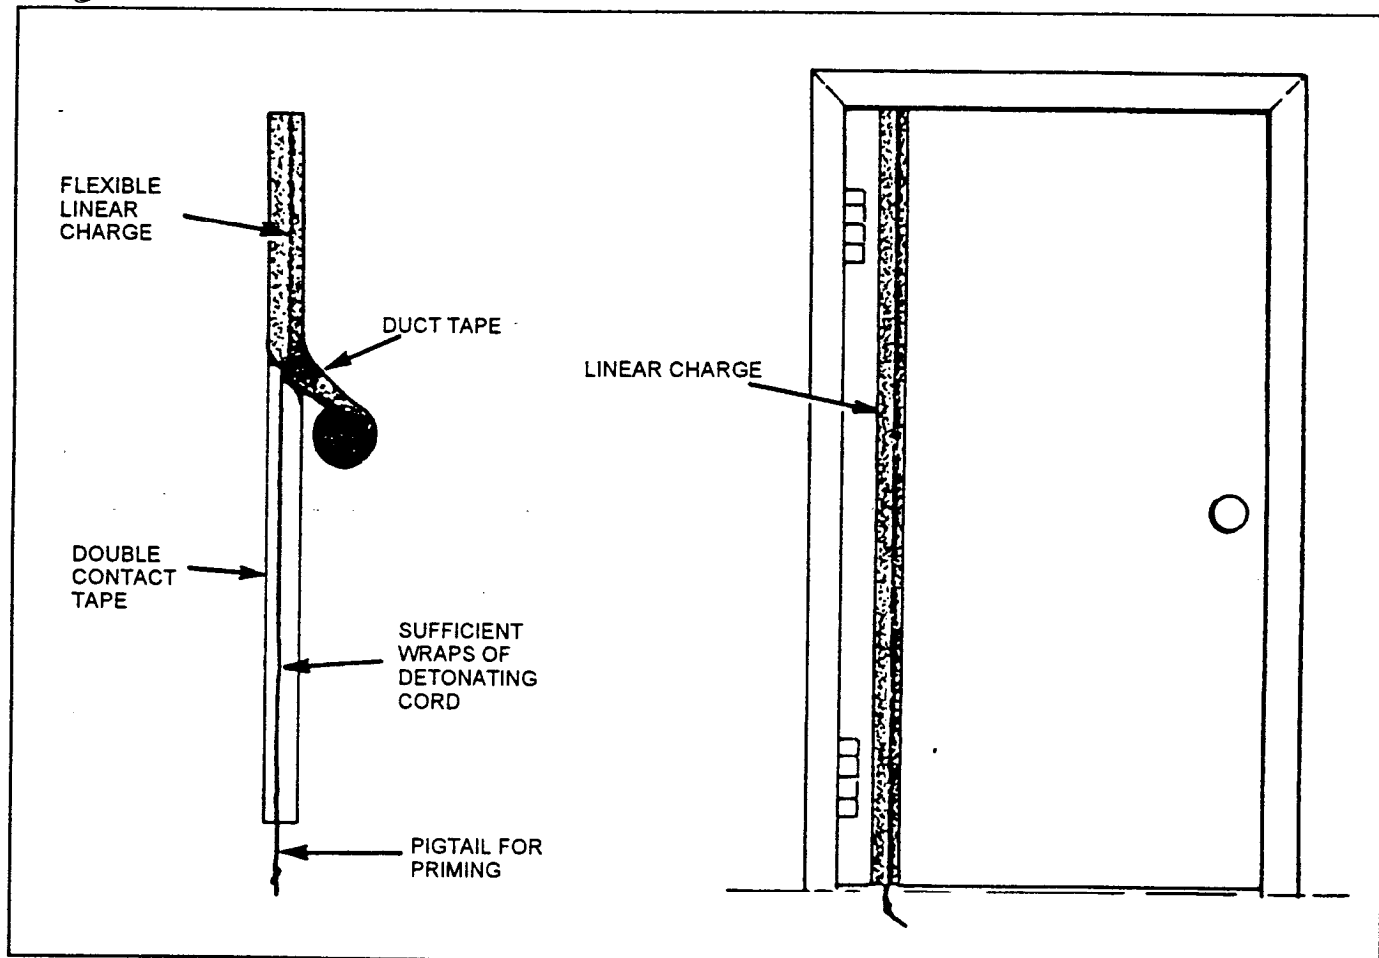 FLEXIBLE
LINEAR
CHARGE
DUCT TAPE
DOUBLE
CONTACT
TAPE
SUFFICIENT
WRAPS OF
DETONATING
CORD
PIGTAIL FOR
PRIMING
LINEAR CHARGE